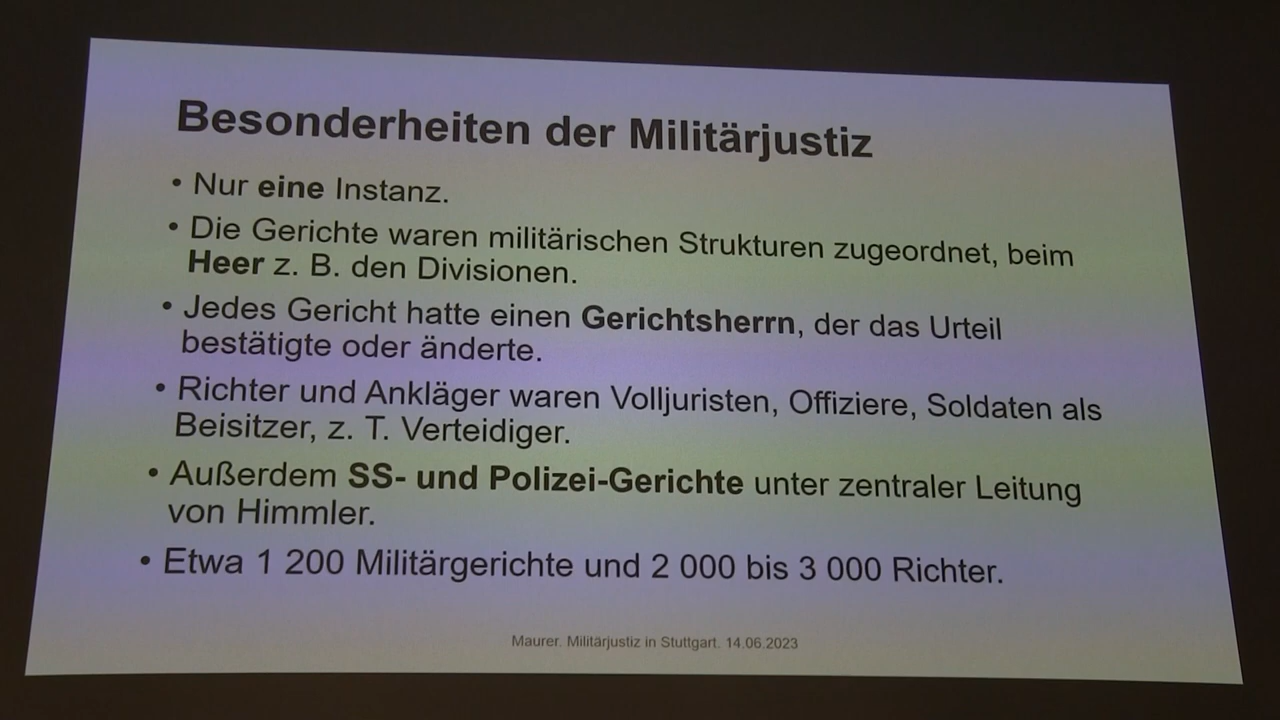 Besonderheiten der Militärjustiz
• Nur eine Instanz.
• Die Gerichte waren militärischen Strukturen zugeordnet, beim
Heer z. B. den Divisionen.
• Jedes Gericht hatte einen Gerichtsherrn, der das Urteil
bestätigte oder änderte.
• Richter und Ankläger waren Volljuristen, Offiziere, Soldaten als
Beisitzer, z. T. Verteidiger.
• Außerdem SS- und Polizei-Gerichte unter zentraler Leitung
von Himmler.
• Etwa 1 200 Militärgerichte und 2 000 bis 3 000 Richter.
Maurer. Militärjustiz in Stuttgart. 14.06.2023